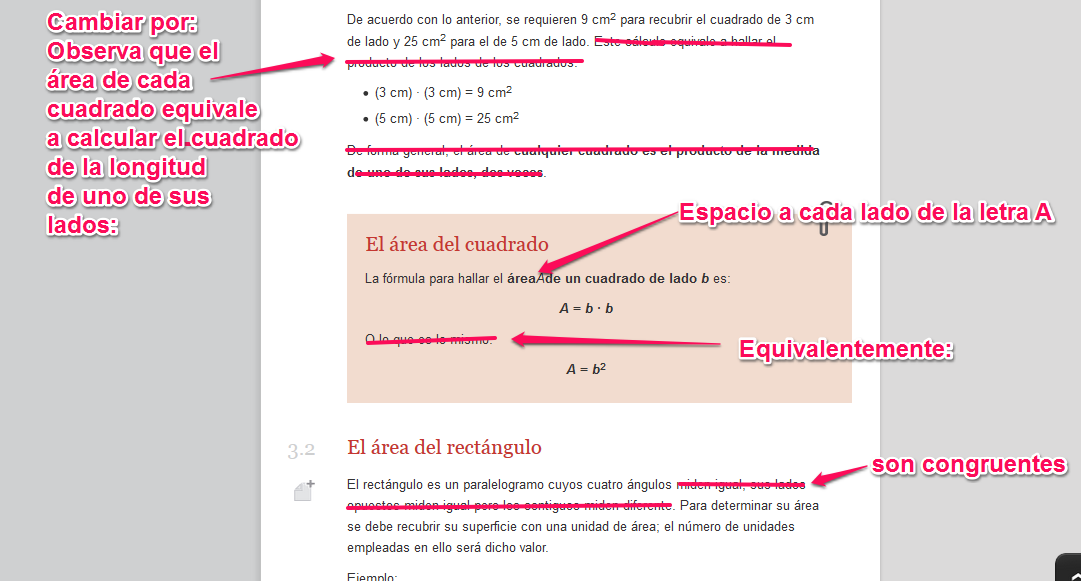 Cambiar por:
Observa que el
área de cada
cuadrado equivale
a calcular el cuadrado
de la longitud
de uno de sus
lados:
De acuerdo con lo anterior, se requieren 9 cm² para recubrir el cuadrado de 3 cm
de lado y 25 cm² para el de 5 cm de lado. Este cálculo equivale a hallar el
producto de los lados de los cuadrados:
• (3 cm) · (3 cm) = 9 cm²
• (5 cm) · (5 cm) = 25 cm²
De forma general, el área de cualquier cuadrado es el producto de la medida
de uno de sus lados, dos veces.
Espacio a cada lado de la letra A
El área del cuadrado
La fórmula para hallar el áreaAde un cuadrado de lado b es:
A = b · b
O lo que es lo mismo:
Equivalentemente:
A = b²
3.2 El área del rectángulo
son congruentes
El rectángulo es un paralelogramo cuyos cuatro ángulos miden igual, sus lados
opuestos miden igual pero los contiguos miden diferente. Para determinar su área
se debe recubrir su superficie con una unidad de área; el número de unidades
empleadas en ello será dicho valor.
Ejemplo: